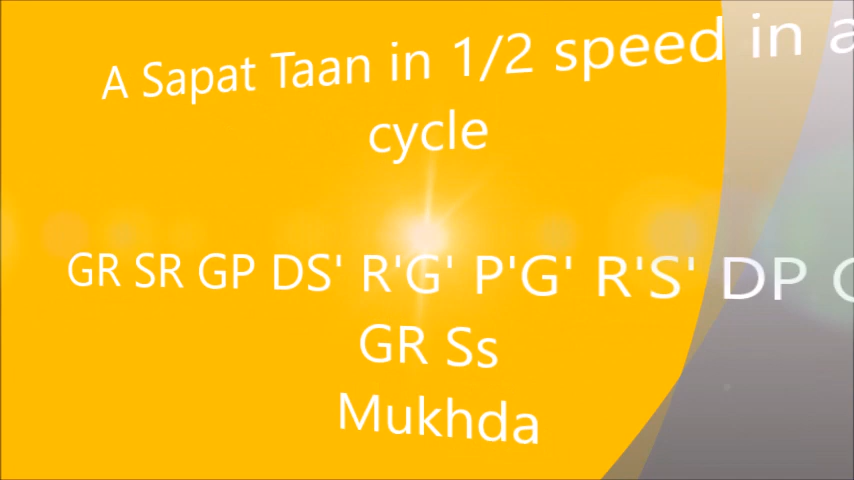 A Sapat Taan in 1/2 speed in a
cycle
GR SR GP DS' R'G' P'G' R'S' DP
GR Ss
Mukhda